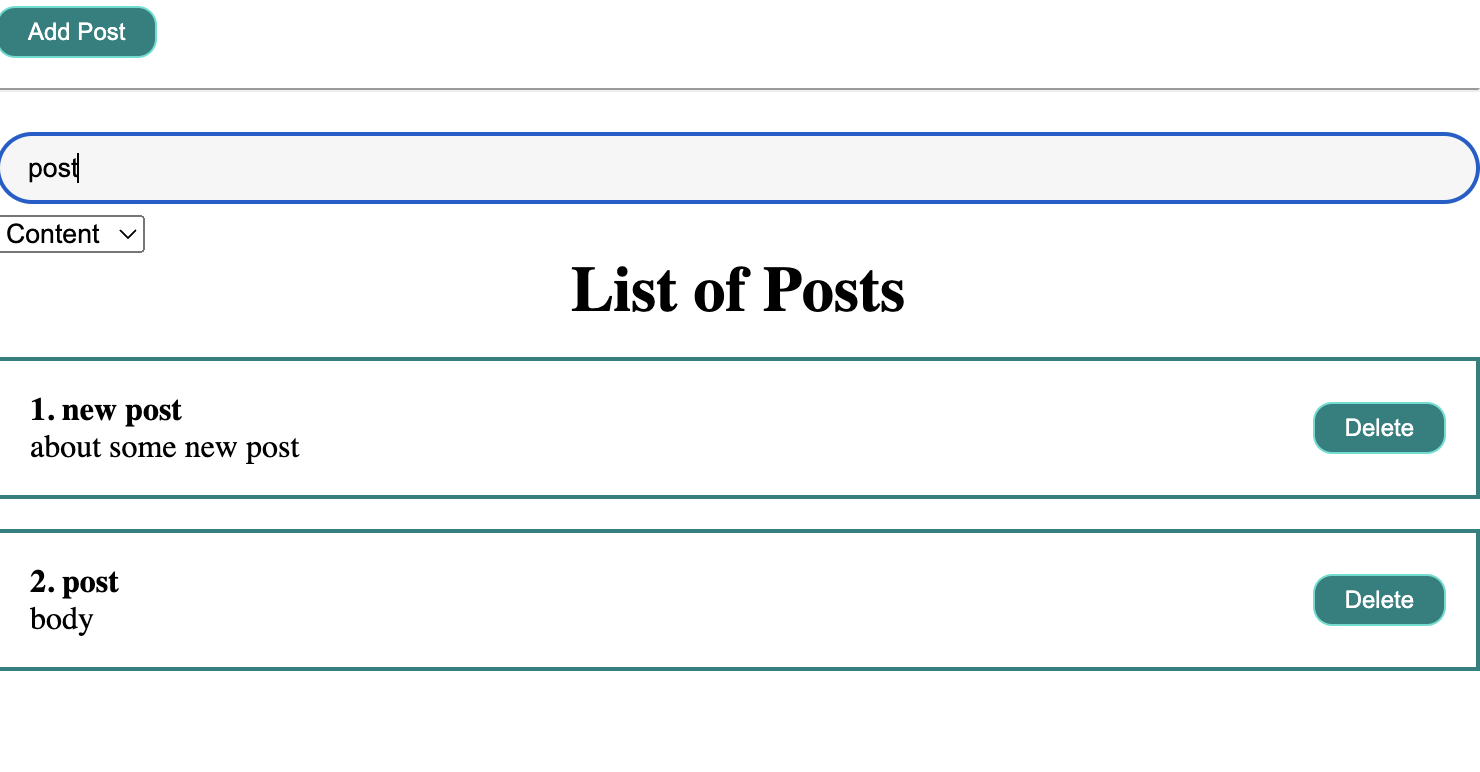 Add Post
post
Content
List of Posts
1. new post
about some new post
Delete
2. post
body
Delete